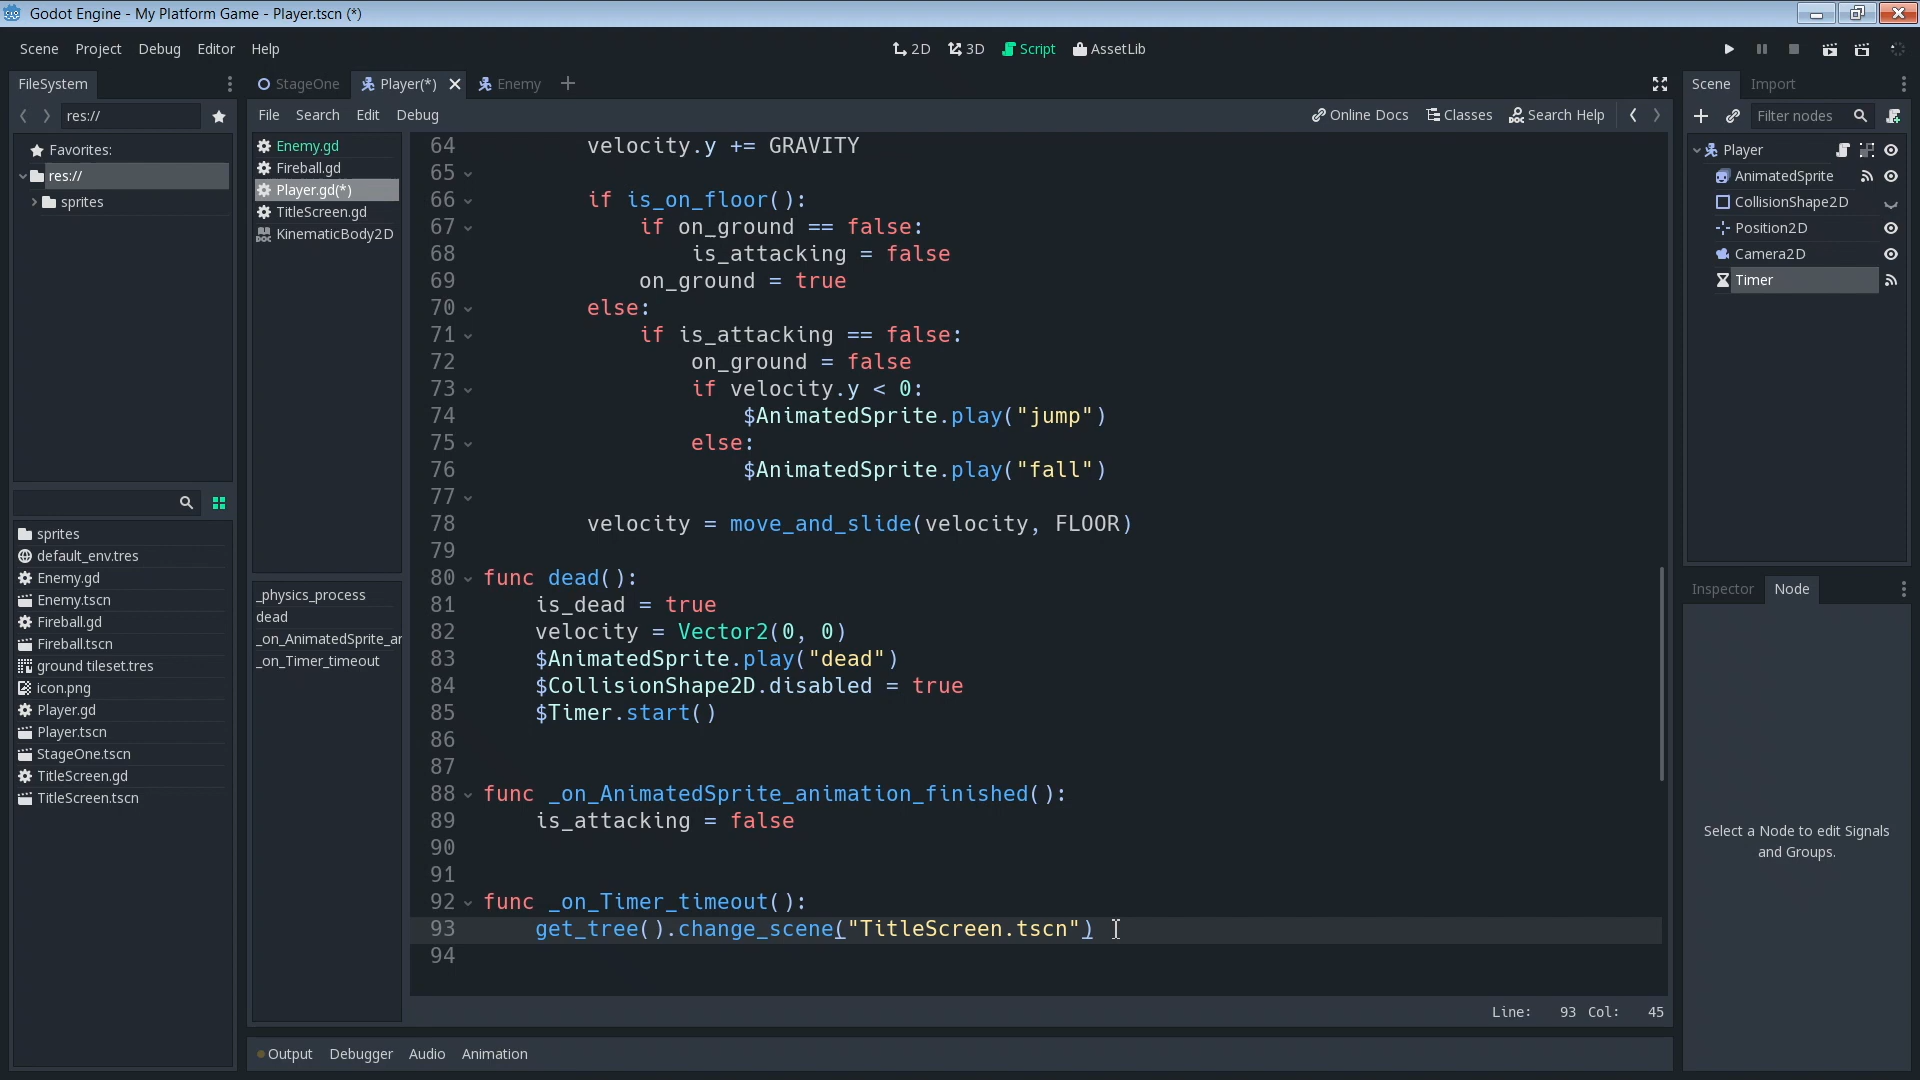 Godot Engine - My Platform Game - Player.tscn (*)
Scene Project Debug Editor Help
2D 3D Script AssetLib
FileSystem
res://
Favorites:
res://
sprites
sprites
default_env.tres
Enemy.gd
Enemy.tscn
Fireball.gd
Fireball.tscn
ground tileset.tres
icon.png
Player.gd
Player.tscn
StageOne.tscn
TitleScreen.gd
TitleScreen.tscn
StageOne Player(*) Enemy
File Search Edit Debug
Online Docs Classes Search Help
Enemy.gd
Fireball.gd
Player.gd(*)
TitleScreen.gd
KinematicBody2D
_physics_process
dead
_on_AnimatedSprite_ar
_on_Timer_timeout
64 velocity.y += GRAVITY
65
66 if is_on_floor():
67 if on_ground == false:
68 is_attacking = false
69 on_ground = true
70 else:
71 if is_attacking == false:
72 on_ground = false
73 if velocity.y < 0:
74 $AnimatedSprite.play("jump")
75 else:
76 $AnimatedSprite.play("fall")
77
78 velocity = move_and_slide(velocity, FLOOR)
79
80 func dead():
81 is_dead = true
82 velocity = Vector2(0, 0)
83 $AnimatedSprite.play("dead")
84 $CollisionShape2D.disabled = true
85 $Timer.start()
86
87
88 func _on_AnimatedSprite_animation_finished():
89 is_attacking = false
90
91
92 func _on_Timer_timeout():
93 get_tree().change_scene("TitleScreen.tscn")
94
Line: 93 Col: 45
Output Debugger Audio Animation
Scene Import
Filter nodes
Player
AnimatedSprite
CollisionShape2D
Position2D
Camera2D
Timer
Inspector Node
Select a Node to edit Signals
and Groups.